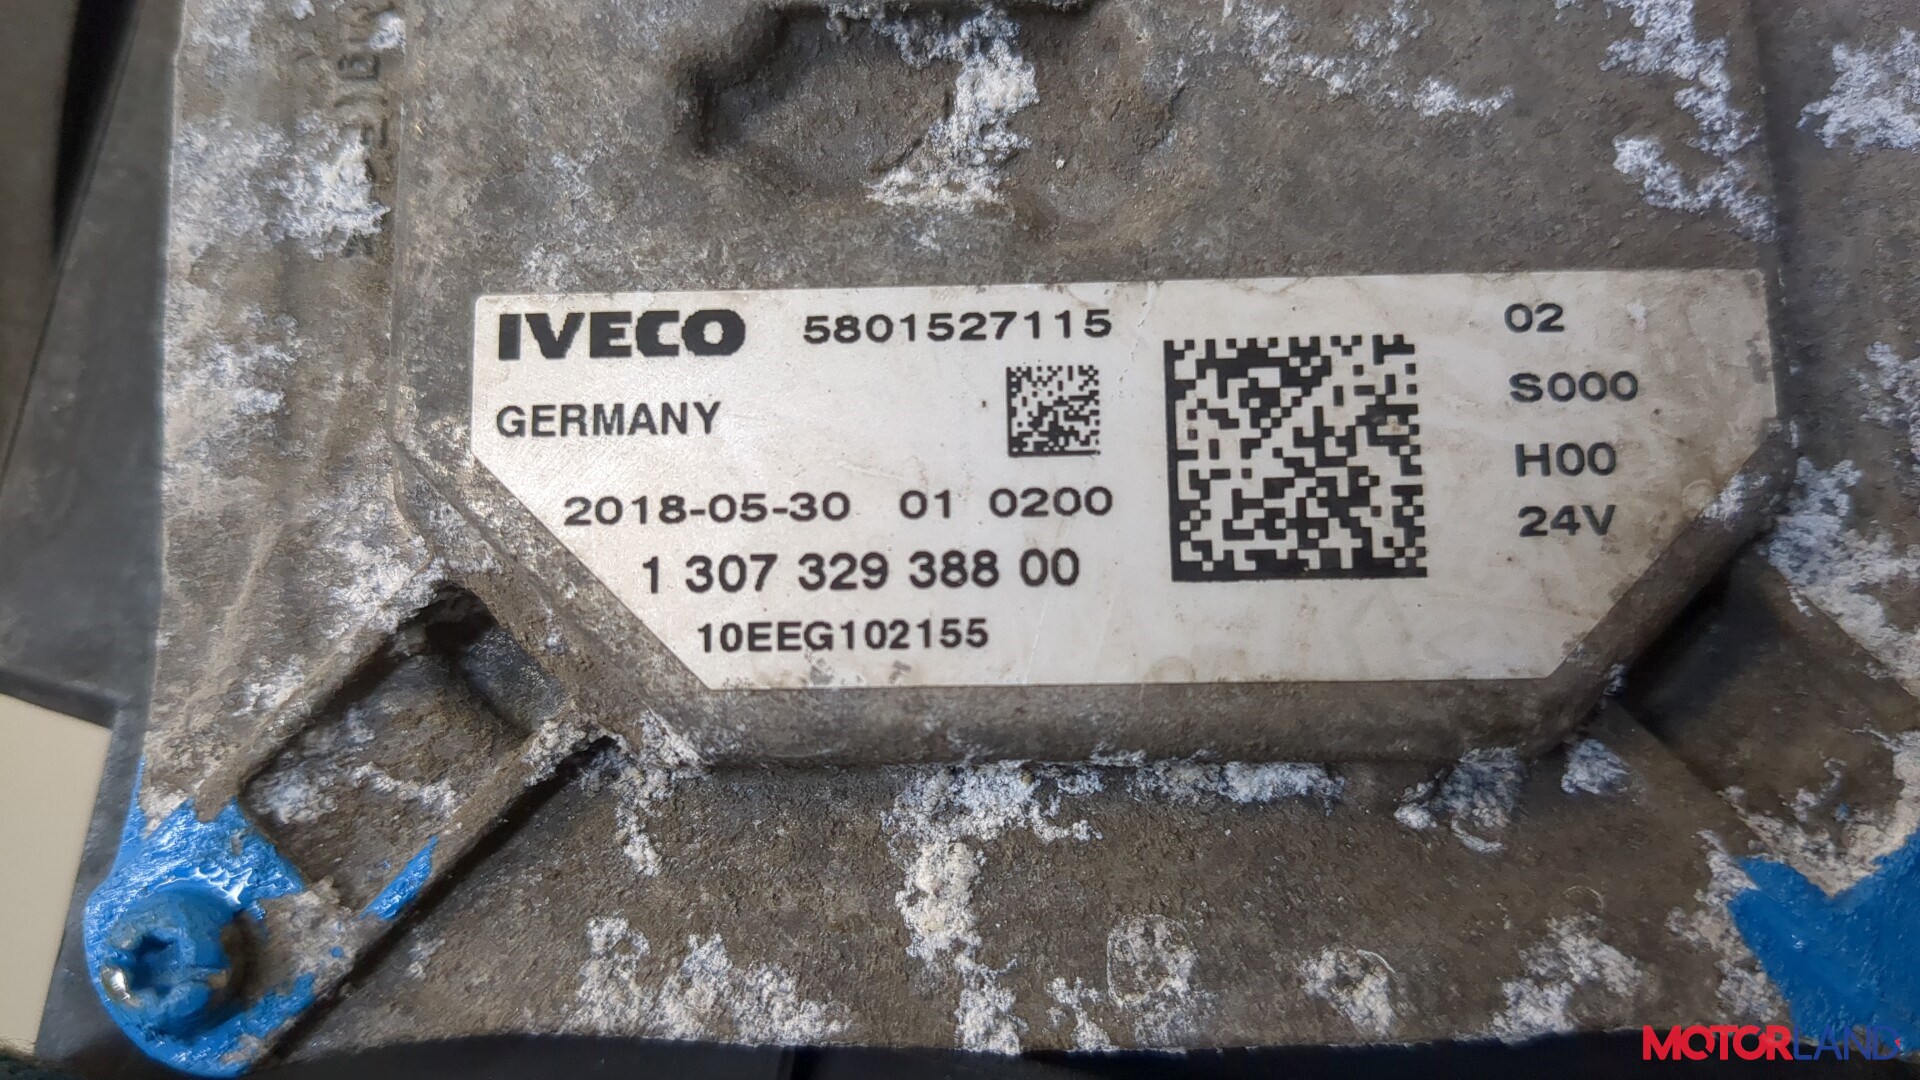 IVECO 5801527115
GERMANY
2018-05-30 01 0200
1 307 329 388 00
10EEG102155
02
S000
H00
24V
MOTORLAND